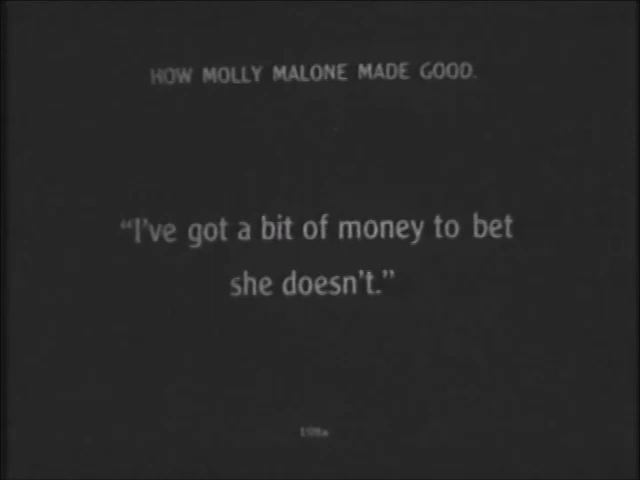 HOW MOLLY MALONE MADE GOOD.
"I've got a bit of money to bet
she doesn't."